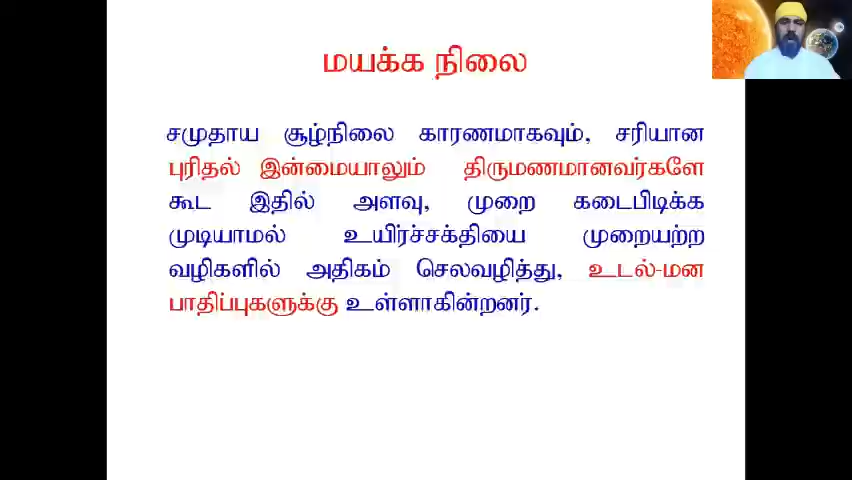 மயக்க நிலை
சமுதாய சூழ்நிலை காரணமாகவும், சரியான
புரிதல் இன்மையாலும் திருமணமானவர்களே
கூட இதில் அளவு, முறை கடைபிடிக்க
முடியாமல் உயிர்ச்சக்தியை முறையற்ற
வழிகளில் அதிகம் செலவழித்து, உடல்-மன
பாதிப்புகளுக்கு உள்ளாகின்றனர்.